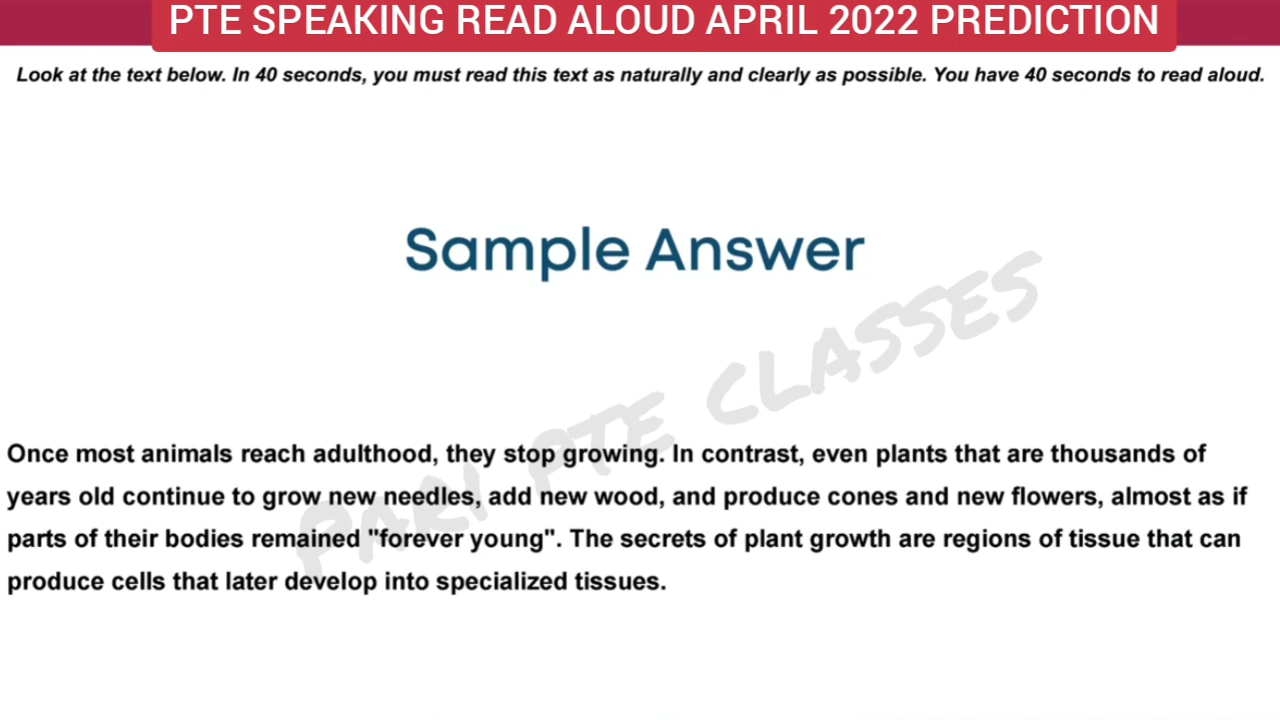 PTE SPEAKING READ ALOUD APRIL 2022 PREDICTION
Look at the text below. In 40 seconds, you must read this text as naturally and clearly as possible. You have 40 seconds to read aloud.
Sample Answer
PARI PTE CLASSES
Once most animals reach adulthood, they stop growing. In contrast, even plants that are thousands of
years old continue to grow new needles, add new wood, and produce cones and new flowers, almost as if
parts of their bodies remained "forever young". The secrets of plant growth are regions of tissue that can
produce cells that later develop into specialized tissues.